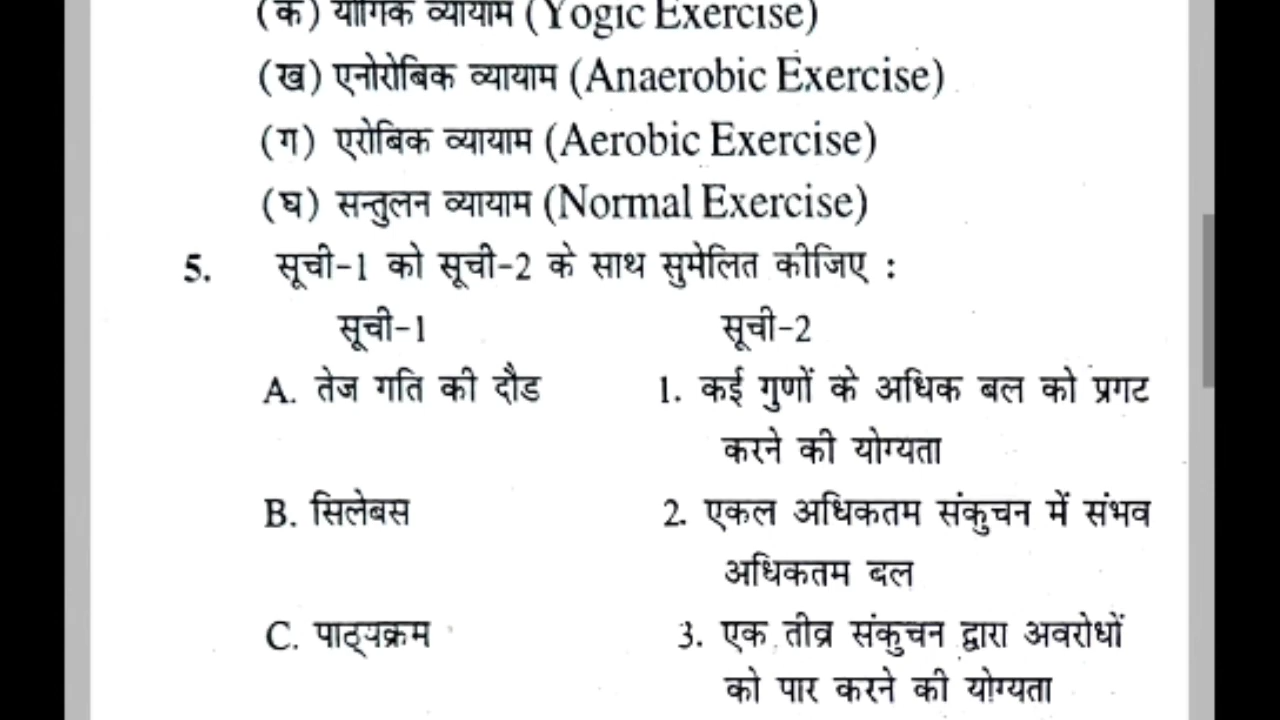 (क) यौगिक व्यायाम (Yogic Exercise)
(ख) एनोरोबिक व्यायाम (Anaerobic Exercise)
(ग) एरोबिक व्यायाम (Aerobic Exercise)
(घ) सन्तुलन व्यायाम (Normal Exercise)
5. सूची-1 को सूची-2 के साथ सुमेलित कीजिए :
सूची-1 सूची-2
A. तेज गति की दौड 1. कई गुणों के अधिक बल को प्रगट
करने की योग्यता
B. सिलेबस 2. एकल अधिकतम संकुचन में संभव
अधिकतम बल
C. पाठ्यक्रम 3. एक तीव्र संकुचन द्वारा अवरोधों
को पार करने की योग्यता